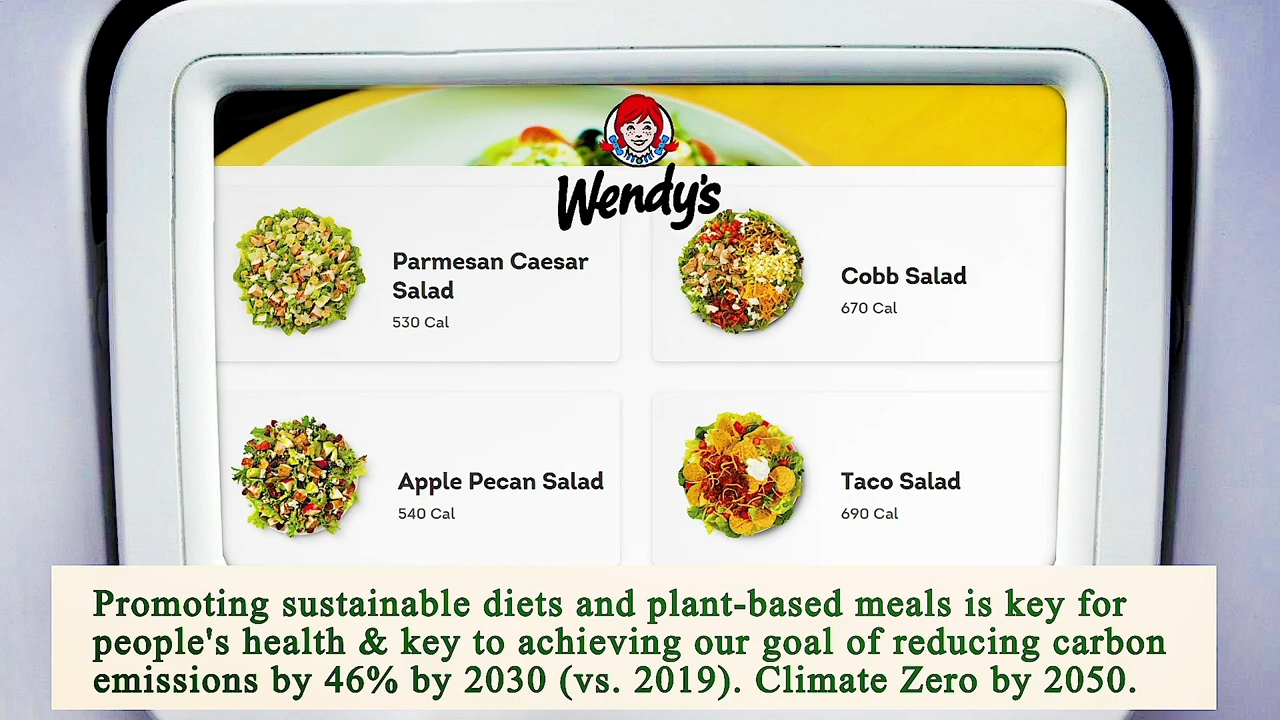 Wendy's
Parmesan Caesar
Salad
530 Cal
Cobb Salad
670 Cal
Apple Pecan Salad
540 Cal
Taco Salad
690 Cal
Promoting sustainable diets and plant-based meals is key for
people's health & key to achieving our goal of reducing carbon
emissions by 46% by 2030 (vs. 2019). Climate Zero by 2050.